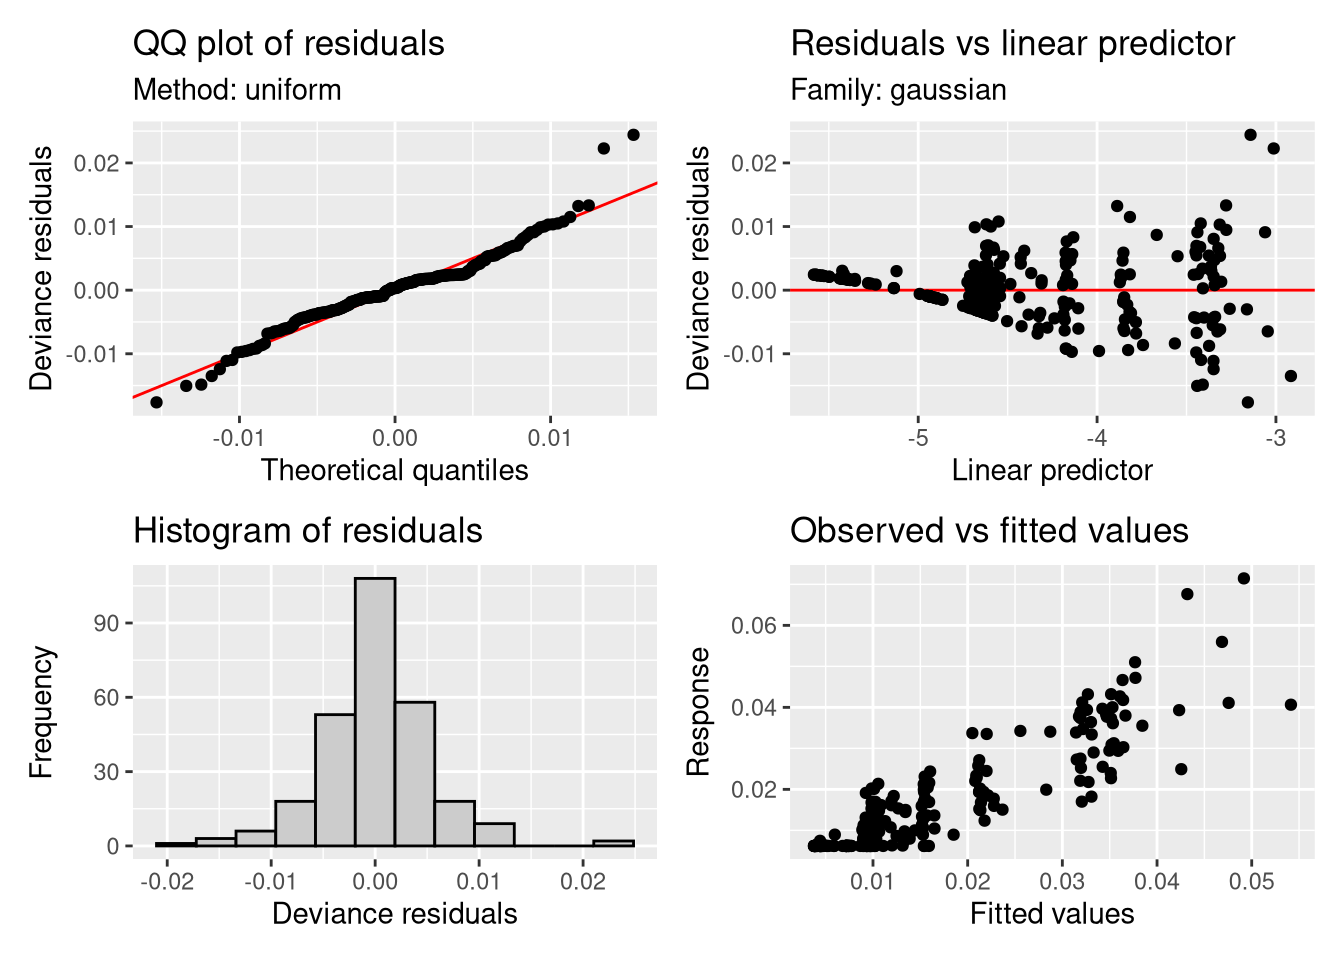 QQ plot of residuals
Method: uniform
Deviance residuals
0.02
0.01
0.00
-0.01
-0.01
0.00
0.01
Theoretical quantiles
Residuals vs linear predictor
Family: gaussian
Deviance residuals
0.02
0.01
0.00
-0.01
-5
-4
-3
Linear predictor
Histogram of residuals
Frequency
90
60
30
0
-0.02
-0.01
0.00
0.01
0.02
Deviance residuals
Observed vs fitted values
Response
0.06
0.04
0.02
0.01
0.02
0.03
0.04
0.05
Fitted values